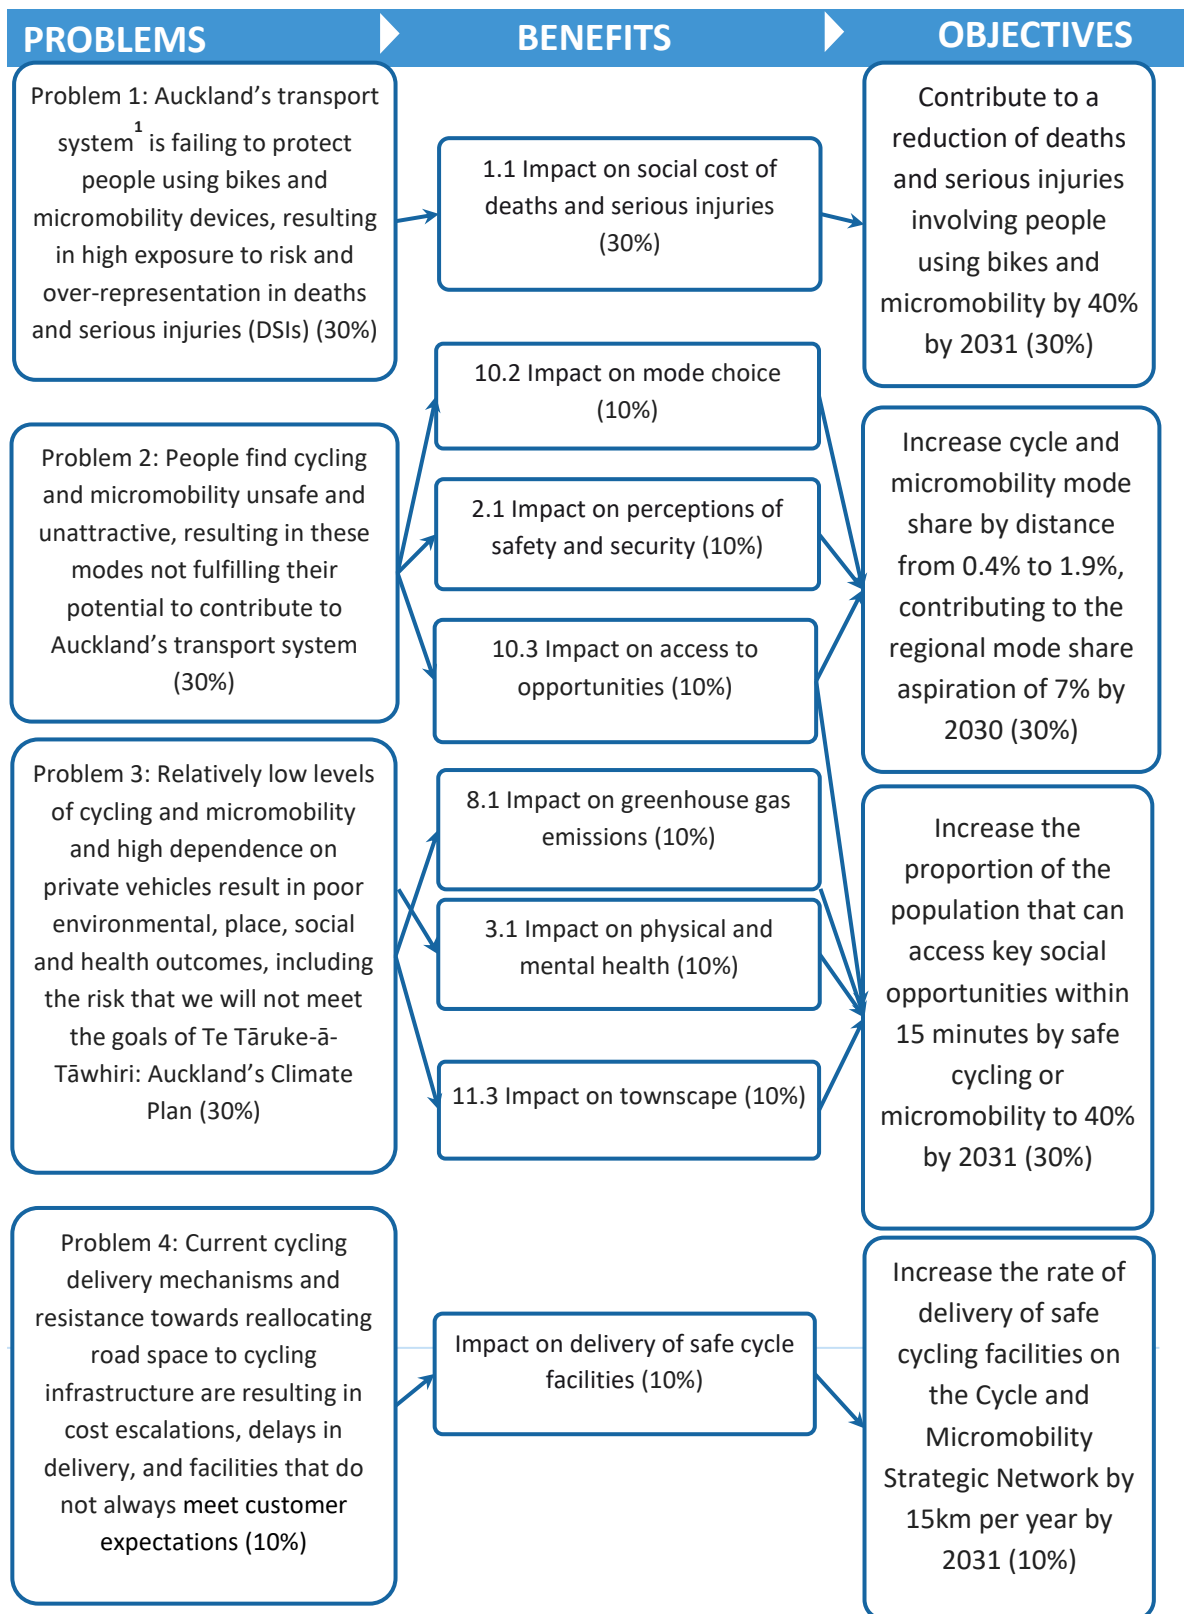 PROBLEMS
BENEFITS
OBJECTIVES
Problem 1: Auckland’s transport
system¹ is failing to protect
people using bikes and
micromobility devices, resulting
in high exposure to risk and
over-representation in deaths
and serious injuries (DSIs) (30%)
1.1 Impact on social cost of
deaths and serious injuries
(30%)
Contribute to a
reduction of deaths
and serious injuries
involving people
using bikes and
micromobility by 40%
by 2031 (30%)
Problem 2: People find cycling
and micromobility unsafe and
unattractive, resulting in these
modes not fulfilling their
potential to contribute to
Auckland’s transport system
(30%)
10.2 Impact on mode choice
(10%)
2.1 Impact on perceptions of
safety and security (10%)
10.3 Impact on access to
opportunities (10%)
Increase cycle and
micromobility mode
share by distance
from 0.4% to 1.9%,
contributing to the
regional mode share
aspiration of 7% by
2030 (30%)
Problem 3: Relatively low levels
of cycling and micromobility
and high dependence on
private vehicles result in poor
environmental, place, social
and health outcomes, including
the risk that we will not meet
the goals of Te Tāruke-ā-
Tāwhiri: Auckland’s Climate
Plan (30%)
8.1 Impact on greenhouse gas
emissions (10%)
3.1 Impact on physical and
mental health (10%)
11.3 Impact on townscape (10%)
Increase the
proportion of the
population that can
access key social
opportunities within
15 minutes by safe
cycling or
micromobility to 40%
by 2031 (30%)
Problem 4: Current cycling
delivery mechanisms and
resistance towards reallocating
road space to cycling
infrastructure are resulting in
cost escalations, delays in
delivery, and facilities that do
not always meet customer
expectations (10%)
Impact on delivery of safe cycle
facilities (10%)
Increase the rate of
delivery of safe
cycling facilities on
the Cycle and
Micromobility
Strategic Network by
15km per year by
2031 (10%)